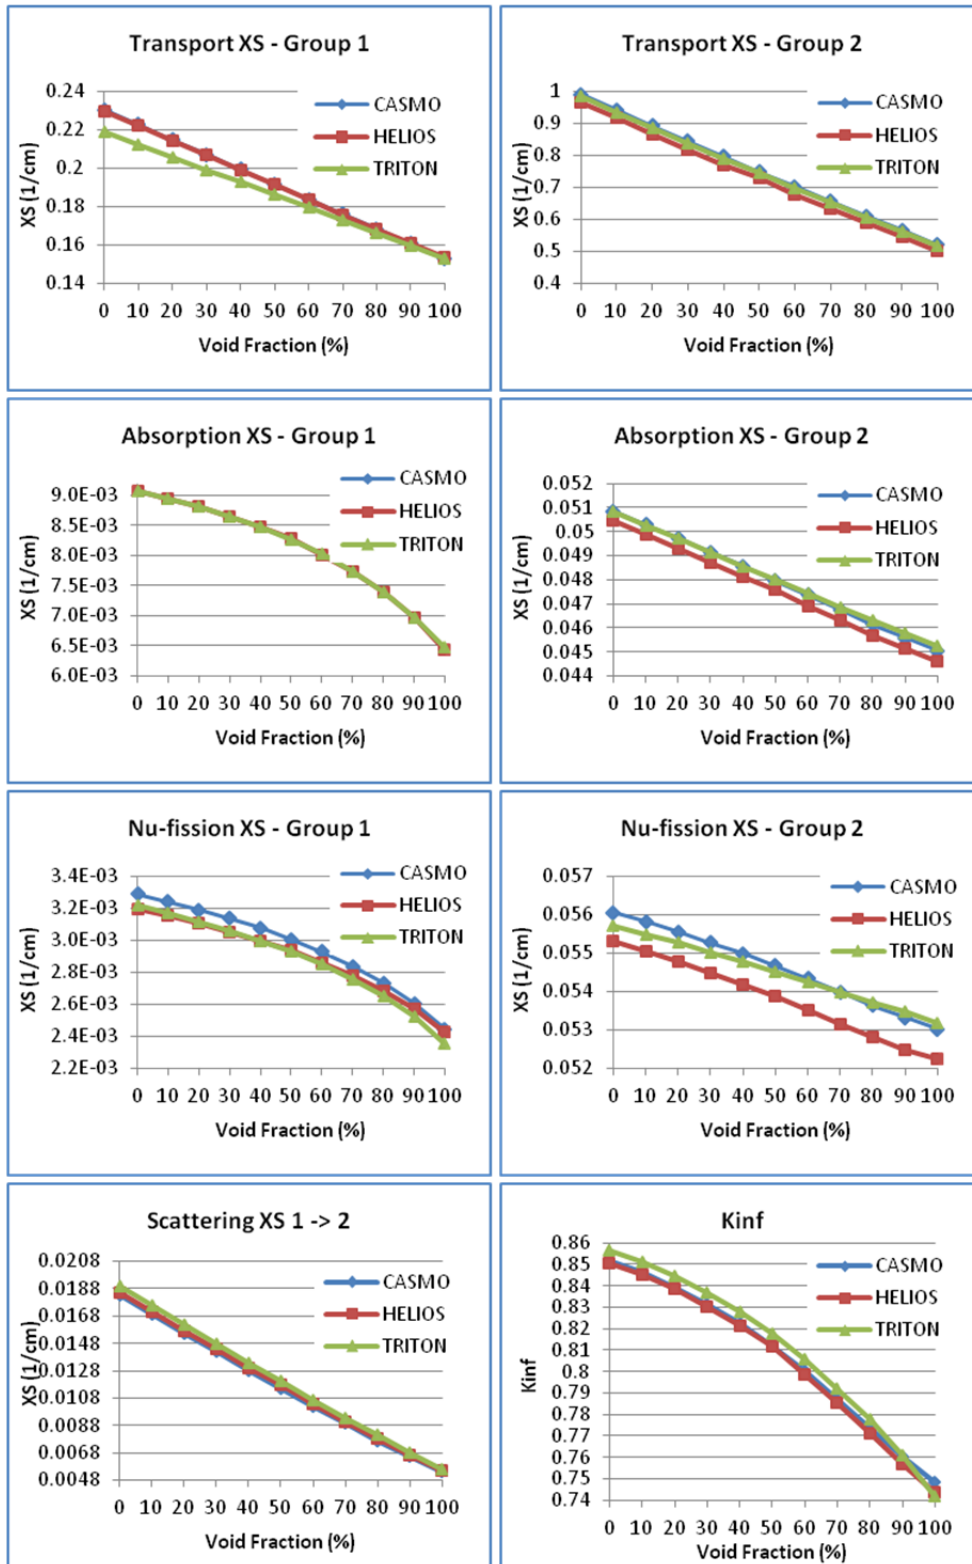 Transport XS - Group 1
0.24
0.22
0.2
0.18
0.16
0.14
XS (1/cm)
CASMO
HELIOS
TRITON
0 10 20 30 40 50 60 70 80 90 100
Void Fraction (%)
Transport XS - Group 2
1
0.9
0.8
0.7
0.6
0.5
0.4
XS (1/cm)
CASMO
HELIOS
TRITON
0 10 20 30 40 50 60 70 80 90 100
Void Fraction (%)
Absorption XS - Group 1
9.0E-03
8.5E-03
8.0E-03
7.5E-03
7.0E-03
6.5E-03
6.0E-03
XS (1/cm)
CASMO
HELIOS
TRITON
0 10 20 30 40 50 60 70 80 90 100
Void Fraction (%)
Absorption XS - Group 2
0.052
0.051
0.05
0.049
0.048
0.047
0.046
0.045
0.044
XS (1/cm)
CASMO
HELIOS
TRITON
0 10 20 30 40 50 60 70 80 90 100
Void Fraction (%)
Nu-fission XS - Group 1
3.4E-03
3.2E-03
3.0E-03
2.8E-03
2.6E-03
2.4E-03
2.2E-03
XS (1/cm)
CASMO
HELIOS
TRITON
0 10 20 30 40 50 60 70 80 90 100
Void Fraction (%)
Nu-fission XS - Group 2
0.057
0.056
0.055
0.054
0.053
0.052
XS (1/cm)
CASMO
HELIOS
TRITON
0 10 20 30 40 50 60 70 80 90 100
Void Fraction (%)
Scattering XS 1 -> 2
0.0208
0.0188
0.0168
0.0148
0.0128
0.0108
0.0088
0.0068
0.0048
XS (1/cm)
CASMO
HELIOS
TRITON
0 10 20 30 40 50 60 70 80 90 100
Void Fraction (%)
Kinf
0.86
0.85
0.84
0.83
0.82
0.81
0.8
0.79
0.78
0.77
0.76
0.75
0.74
Kinf
CASMO
HELIOS
TRITON
0 10 20 30 40 50 60 70 80 90 100
Void Fraction (%)